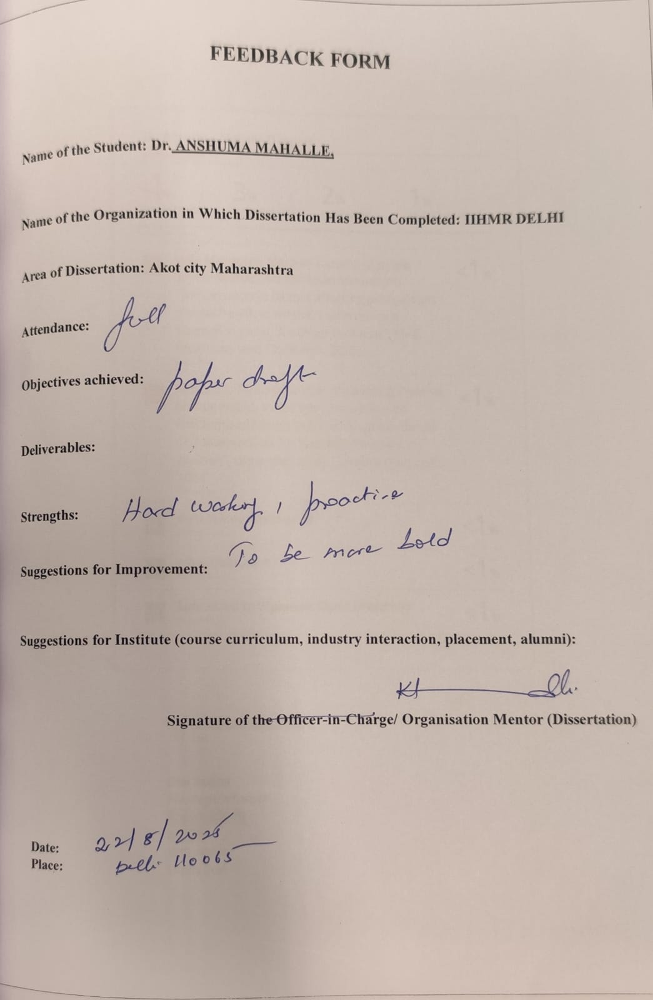 FEEDBACK FORM
Name of the Student: Dr. ANSHUMA MAHALLE,
Name of the Organization in Which Dissertation Has Been Completed: IIHMR DELHI
Area of Dissertation: Akot city Maharashtra
Attendance: full
Objectives achieved: paper draft
Deliverables:
Strengths: Hard working, proactive
Suggestions for Improvement: To be more bold
Suggestions for Institute (course curriculum, industry interaction, placement, alumni):
Signature of the Officer-in-Charge/ Organisation Mentor (Dissertation)
Date: 22/8/2025
Place: Delhi 110065